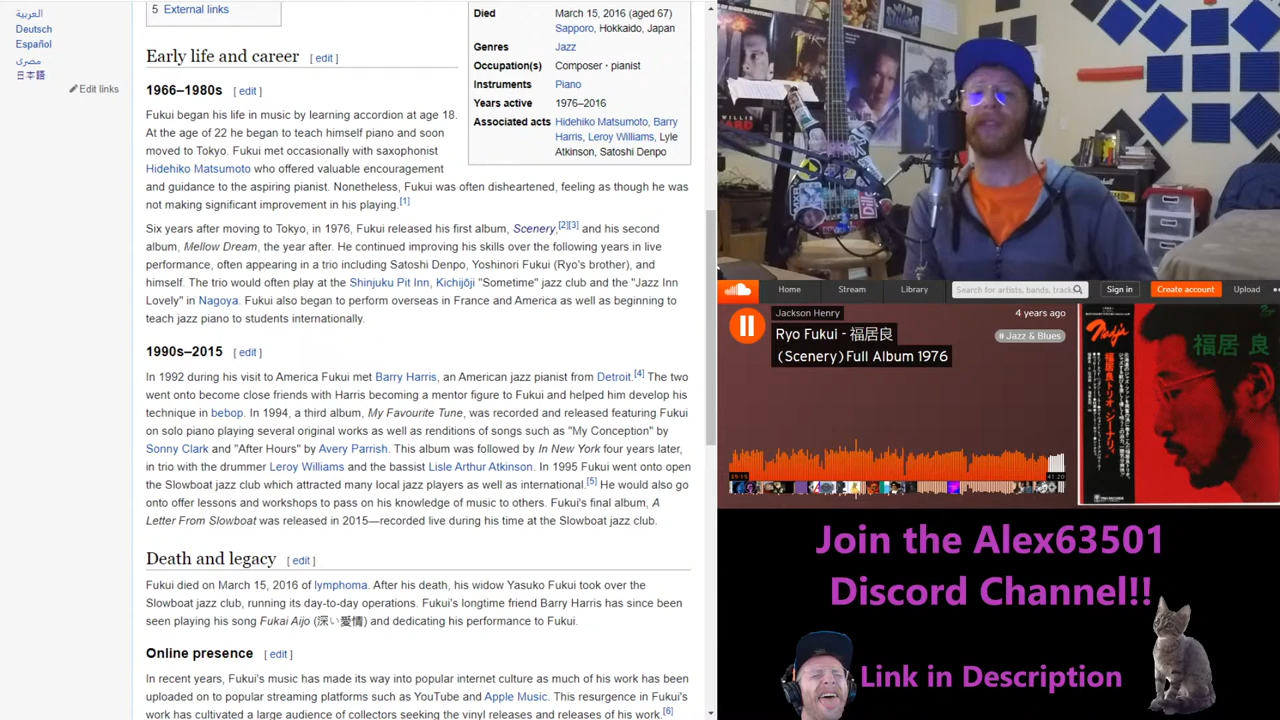 العربية
Deutsch
Español
مصرى
日本語
Edit links
5 External links
Early life and career [ edit ]
1966–1980s [ edit ]
Fukui began his life in music by learning accordion at age 18.
At the age of 22 he began to teach himself piano and soon
moved to Tokyo. Fukui met occasionally with saxophonist
Hidehiko Matsumoto who offered valuable encouragement
and guidance to the aspiring pianist. Nonetheless, Fukui was often disheartened, feeling as though he was
not making significant improvement in his playing.[1]
Six years after moving to Tokyo, in 1976, Fukui released his first album, Scenery,[2][3] and his second
album, Mellow Dream, the year after. He continued improving his skills over the following years in live
performance, often appearing in a trio including Satoshi Denpo, Yoshinori Fukui (Ryo's brother), and
himself. The trio would often play at the Shinjuku Pit Inn, Kichijōji "Sometime" jazz club and the "Jazz Inn
Lovely" in Nagoya. Fukui also began to perform overseas in France and America as well as beginning to
teach jazz piano to students internationally.
1990s–2015 [ edit ]
In 1992 during his visit to America Fukui met Barry Harris, an American jazz pianist from Detroit.[4] The two
went onto become close friends with Harris becoming a mentor figure to Fukui and helped him develop his
technique in bebop. In 1994, a third album, My Favourite Tune, was recorded and released featuring Fukui
on solo piano playing several original works as well as renditions of songs such as "My Conception" by
Sonny Clark and "After Hours" by Avery Parrish. This album was followed by In New York four years later,
in trio with the drummer Leroy Williams and the bassist Lisle Arthur Atkinson. In 1995 Fukui went onto open
the Slowboat jazz club which attracted many local jazz players as well as international.[5] He would also go
onto offer lessons and workshops to pass on his knowledge of music to others. Fukui's final album, A
Letter From Slowboat was released in 2015—recorded live during his time at the Slowboat jazz club.
Death and legacy [ edit ]
Fukui died on March 15, 2016 of lymphoma. After his death, his widow Yasuko Fukui took over the
Slowboat jazz club, running its day-to-day operations. Fukui's longtime friend Barry Harris has since been
seen playing his song Fukai Aijo (深い愛情) and dedicating his performance to Fukui.
Online presence [ edit ]
In recent years, Fukui's music has made its way into popular internet culture as much of his work has been
uploaded on to popular streaming platforms such as YouTube and Apple Music. This resurgence in Fukui's
work has cultivated a large audience of collectors seeking the vinyl releases and releases of his work.[6]
Died March 15, 2016 (aged 67)
Sapporo, Hokkaido, Japan
Genres Jazz
Occupation(s) Composer · pianist
Instruments Piano
Years active 1976–2016
Associated acts Hidehiko Matsumoto, Barry
Harris, Leroy Williams, Lyle
Atkinson, Satoshi Denpo
Home Stream Library Search for artists, bands, tracks Sign in Create account Upload
Jackson Henry 4 years ago
Ryo Fukui - 福居良 # Jazz & Blues
(Scenery)Full Album 1976
41:20
福居 良
Join the Alex63501
Discord Channel!!
Link in Description